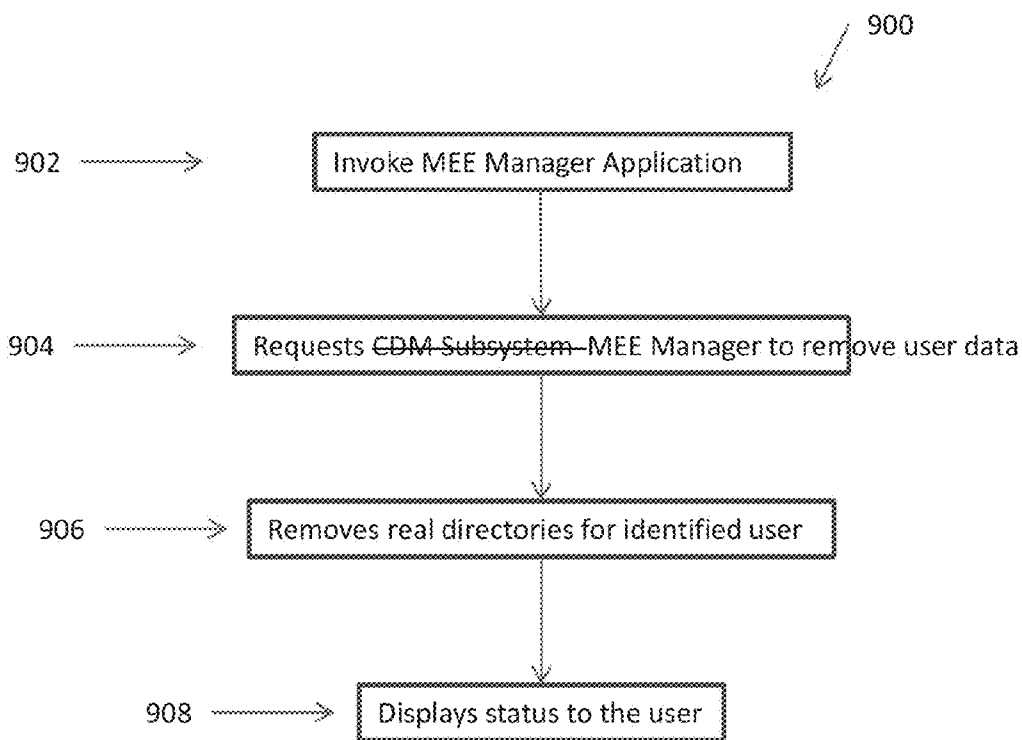 900
902 Invoke MEE Manager Application
904 Requests CDM Subsystem MEE Manager to remove user data
906 Removes real directories for identified user
908 Displays status to the user